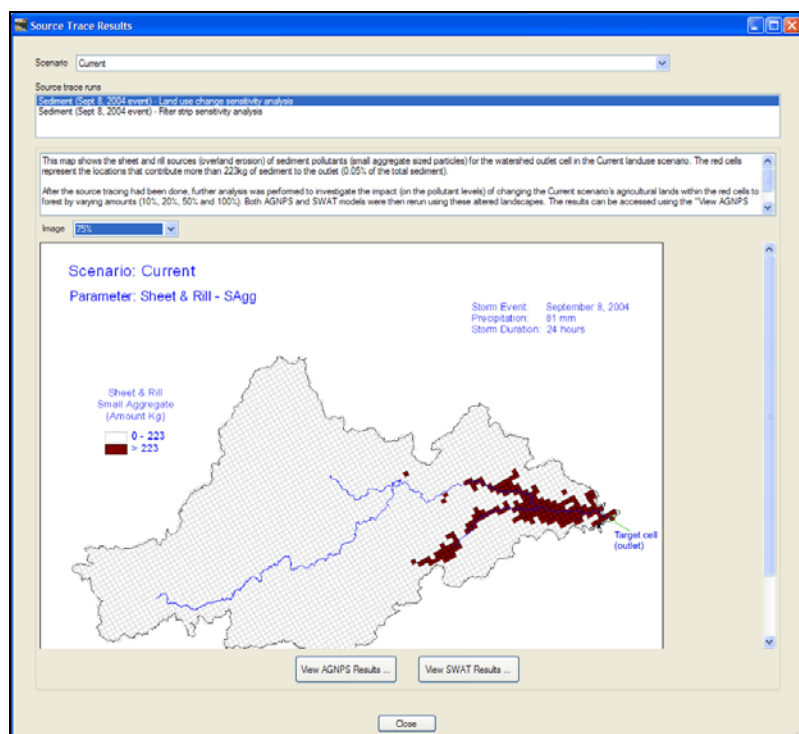 Source Trace Results
Scenario Current
Source trace runs
Sediment (Sept 8, 2004 event) - Land use change sensitivity analysis
Sediment (Sept 8, 2004 event) - Filter strip sensitivity analysis
This map shows the sheet and rill sources (overland erosion) of sediment pollutants (small aggregate sized particles) for the watershed outlet cell in the Current landuse scenario. The red cells
represent the locations that contribute more than 223kg of sediment to the outlet (0.05% of the total sediment).
After the source tracing had been done, further analysis was performed to investigate the impact (on the pollutant levels) of changing the Current scenario's agricultural lands within the red cells to
forest by varying amounts (10%, 20%, 50% and 100%). Both AGNPS and SWAT models were then rerun using these altered landscapes. The results can be accessed using the "View AGNPS
Image 75%
Scenario: Current
Parameter: Sheet & Rill - SAgg
Storm Event: September 8, 2004
Precipitation: 81 mm
Storm Duration: 24 hours
Sheet & Rill
Small Aggregate
(Amount Kg)
0 - 223
> 223
Target cell
(outlet)
View AGNPS Results ...
View SWAT Results ...
Close